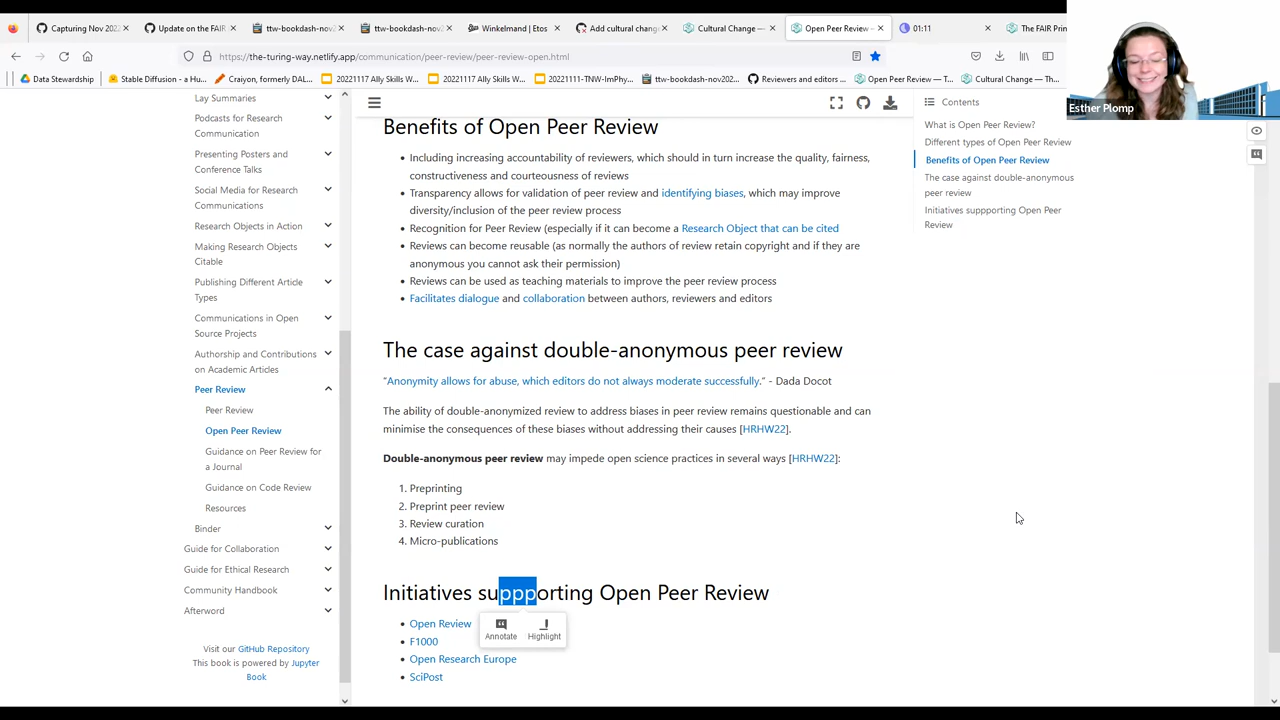 Capturing Nov 2022
Update on the FAIR
ttw-bookdash-nov2
ttw-bookdash-nov2
Winkelmand | Etos
Add cultural chang
Cultural Change —
Open Peer Review –
01:11
The FAIR Prin
https://the-turing-way.netlify.app/communication/peer-review/peer-review-open.html
Data Stewardship
Stable Diffusion - a Hu...
Craiyon, formerly DAL...
20221117 Ally Skills W...
20221117 Ally Skills W...
20221111-TNW-ImPhy...
ttw-bookdash-nov202...
Reviewers and editors ...
Open Peer Review — T...
Cultural Change — Th...
Esther Plomp
Lay Summaries
Podcasts for Research
Communication
Presenting Posters and
Conference Talks
Social Media for Research
Communications
Research Objects in Action
Making Research Objects
Citable
Publishing Different Article
Types
Communications in Open
Source Projects
Authorship and Contributions
on Academic Articles
Peer Review
Peer Review
Open Peer Review
Guidance on Peer Review for
a Journal
Guidance on Code Review
Resources
Binder
Guide for Collaboration
Guide for Ethical Research
Community Handbook
Afterword
Visit our GitHub Repository
This book is powered by Jupyter
Book
Benefits of Open Peer Review
Including increasing accountability of reviewers, which should in turn increase the quality, fairness,
constructiveness and courteousness of reviews
Transparency allows for validation of peer review and identifying biases, which may improve
diversity/inclusion of the peer review process
Recognition for Peer Review (especially if it can become a Research Object that can be cited
Reviews can become reusable (as normally the authors of review retain copyright and if they are
anonymous you cannot ask their permission)
Reviews can be used as teaching materials to improve the peer review process
Facilitates dialogue and collaboration between authors, reviewers and editors
The case against double-anonymous peer review
"Anonymity allows for abuse, which editors do not always moderate successfully." - Dada Docot
The ability of double-anonymized review to address biases in peer review remains questionable and can
minimise the consequences of these biases without addressing their causes [HRHW22].
Double-anonymous peer review may impede open science practices in several ways [HRHW22]:
1. Preprinting
2. Preprint peer review
3. Review curation
4. Micro-publications
Initiatives suppporting Open Peer Review
Annotate
Highlight
Open Review
F1000
Open Research Europe
SciPost
Contents
What is Open Peer Review?
Different types of Open Peer Review
Benefits of Open Peer Review
The case against double-anonymous
peer review
Initiatives suppporting Open Peer
Review